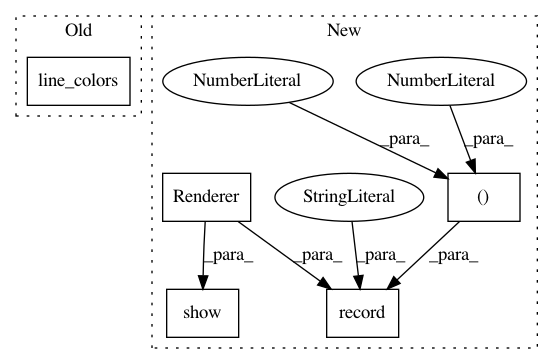 Old
New
line_colors
NumberLiteral
NumberLiteral
_para_
_para_
Renderer
StringLiteral
()
_para_
_para_
_para_
_para_
show
record